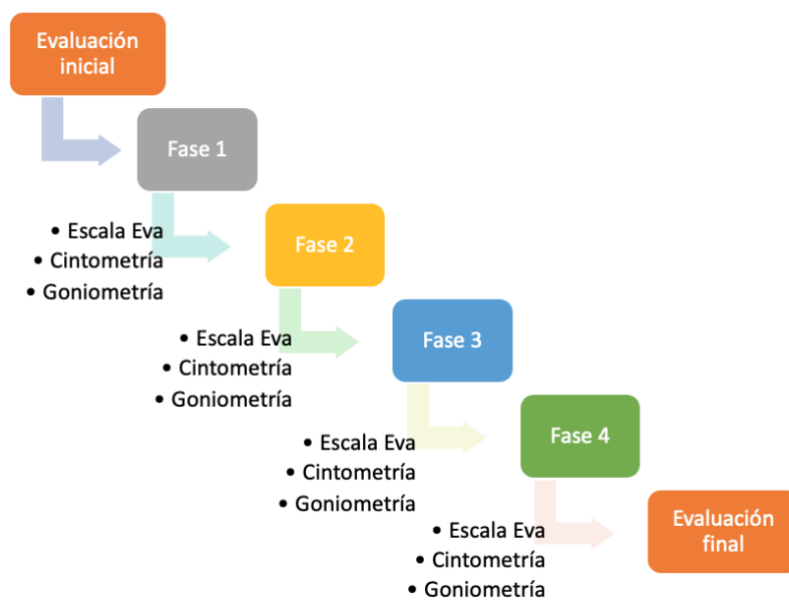 Evaluación
inicial
Fase 1
• Escala Eva
• Cintometría
• Goniometría
Fase 2
• Escala Eva
• Cintometría
• Goniometría
Fase 3
• Escala Eva
• Cintometría
• Goniometría
Fase 4
• Escala Eva
• Cintometría
• Goniometría
Evaluación
final